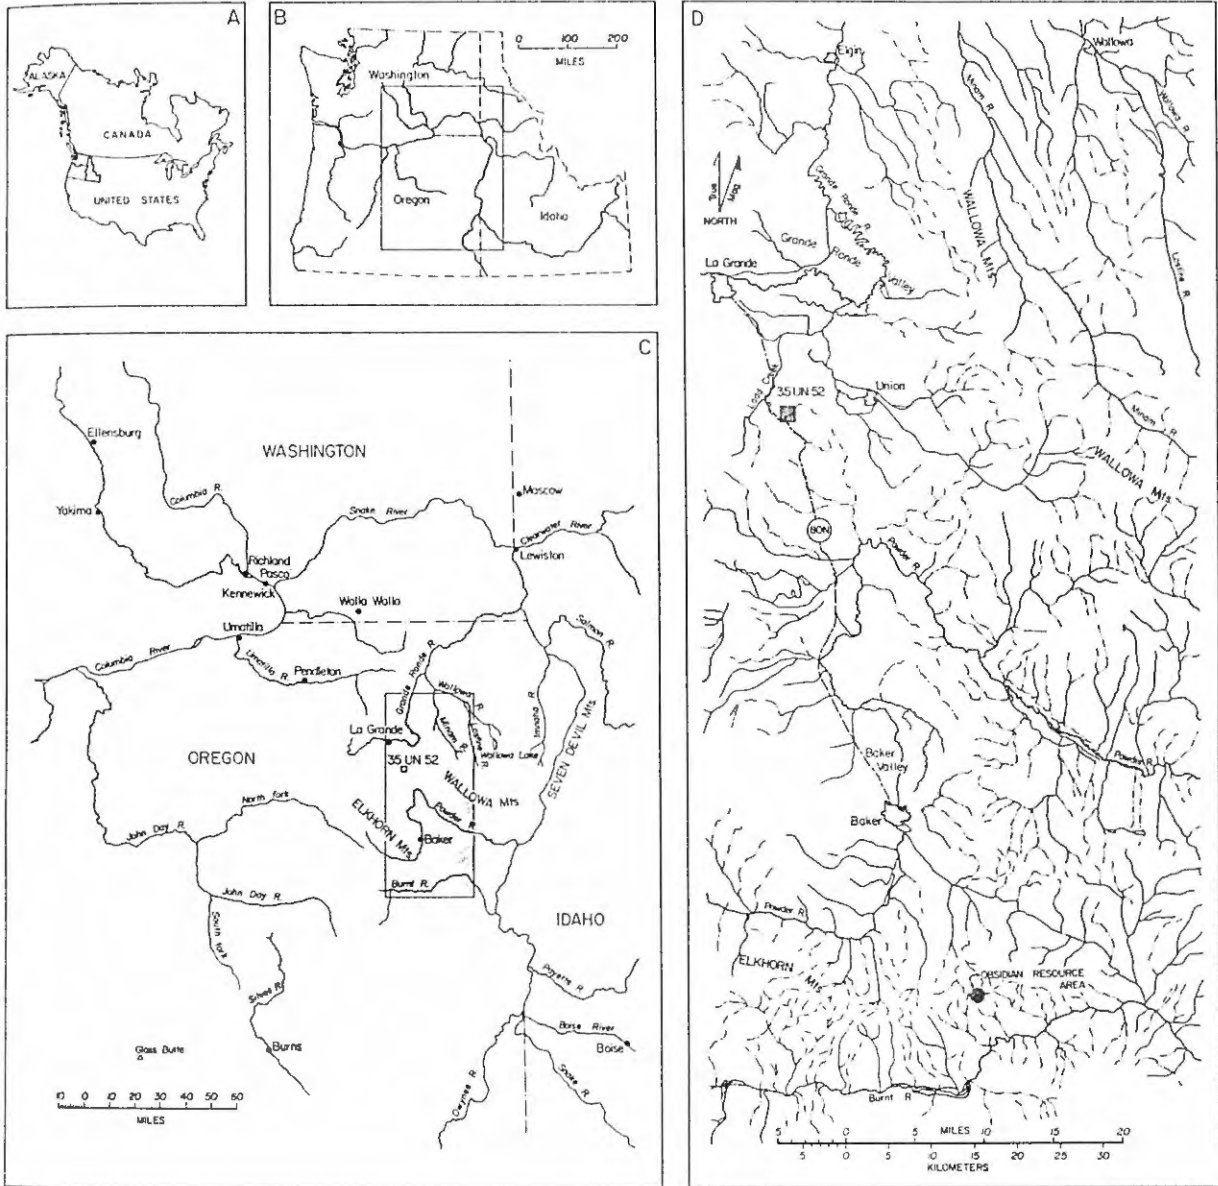 A
ALASKA
CANADA
UNITED STATES
B
0 100 200
MILES
Washington
Oregon
Idaho
C
Ellensburg
WASHINGTON
Columbia R.
Yakima
Snake River
Moscow
Clearwater River
Lewiston
Richland
Pasco
Kennewick
Walla Walla
Umatilla
Columbia River
Umatilla R.
Pendleton
Salmon R.
Grande Ronde R.
Wallowa R.
Minam R.
Lostine R.
Wallowa Lake
Imnaha R.
SEVEN DEVIL Mts.
La Grande
35 UN 52
OREGON
WALLOWA Mts
North Fork
ELKHORN Mts.
Powder R.
Baker
John Day R.
Burnt R.
John Day R.
South Fork
IDAHO
Silvies R.
Payette R.
Boise River
Boise
Glass Butte
Burns
Owyhee R.
Snake R.
10 0 10 20 30 40 50 60
MILES
D
Elgin
Wallowa
Minam R.
Wallowa R.
True
Mag
NORTH
Grande Ronde R.
WALLOWA Mts.
Grande Ronde Valley
La Grande
Lostine R.
Ladd Creek
35 UN 52
Union
Minam R.
WALLOWA Mts.
80N
Powder R.
Baker Valley
Powder R.
Baker
Powder R.
ELKHORN Mts
OBSIDIAN RESOURCE
AREA
Burnt R
5 MILES 0 5 10 15 20
5 0 5 10 15 20 25 30
KILOMETERS